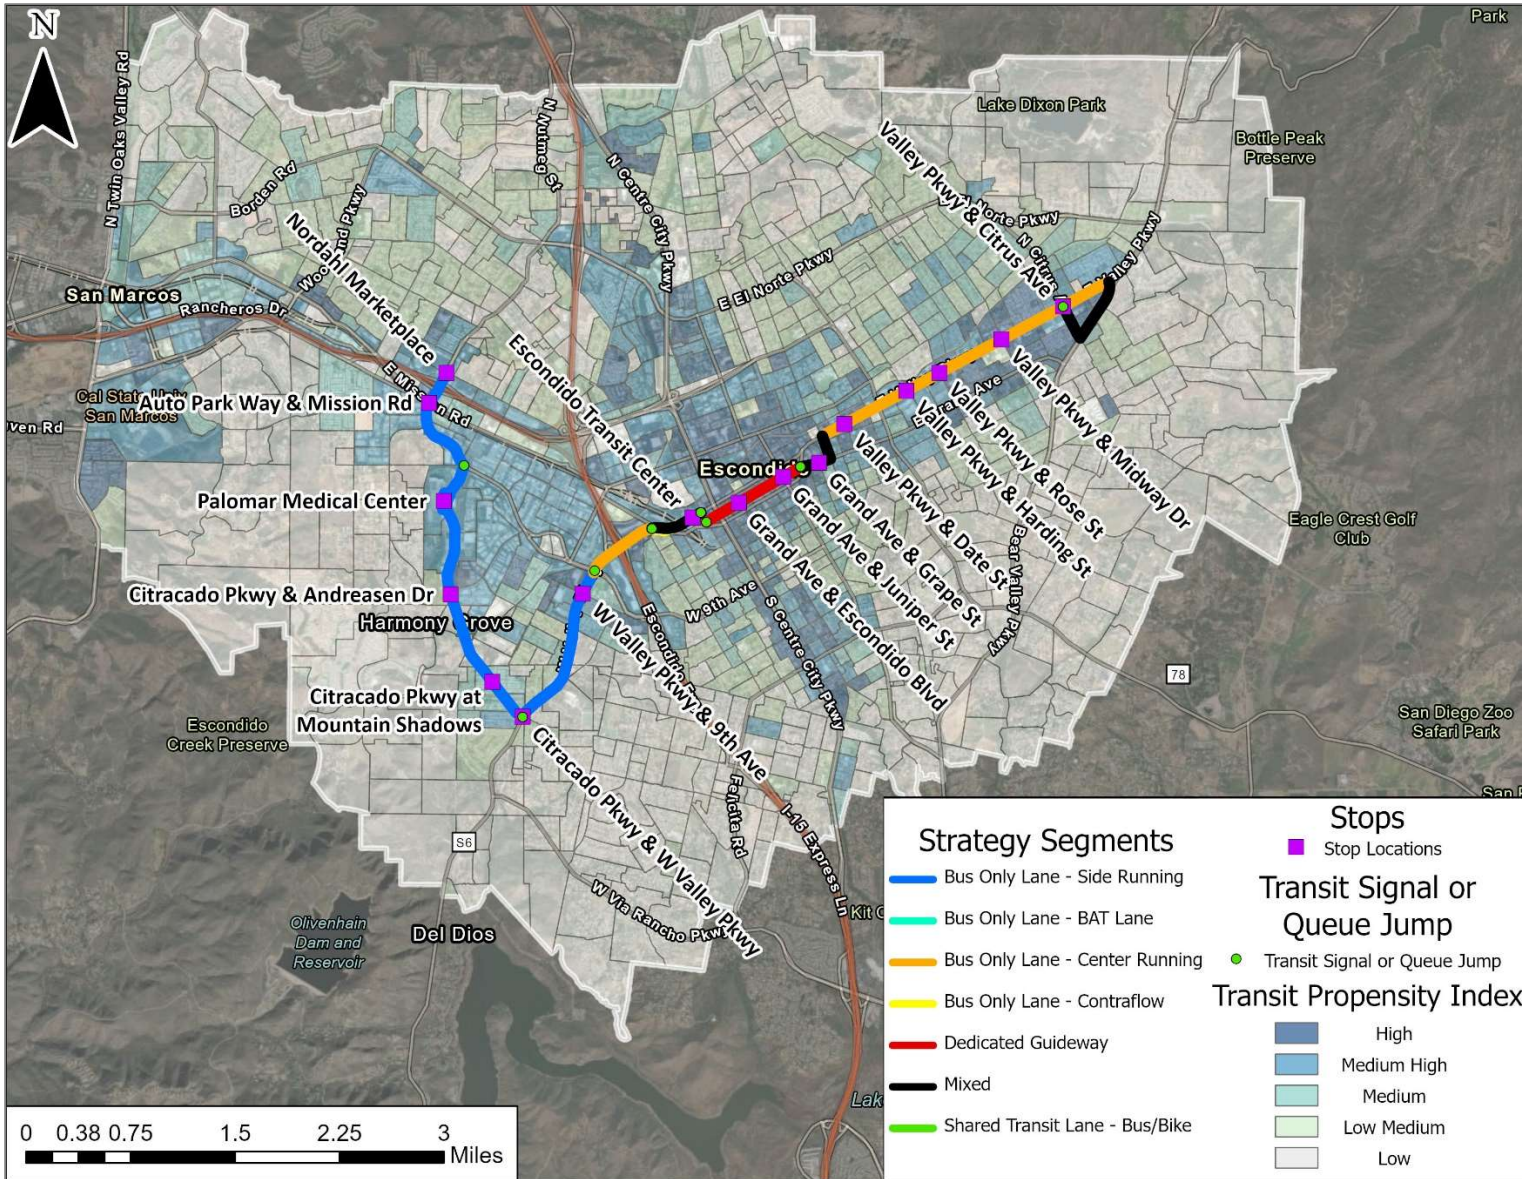 N
Park
N Twin Oaks Valley Rd
Lake Dixon Park
Bottle Peak
Preserve
N Nutmeg St
N Centre City Pkwy
Valley Pkwy & Citrus Ave
Borden Rd
Norte Pkwy
N Citrus
Valley Pkwy
Nordahl Marketplace
E El Norte Pkwy
San Marcos
Rancheros Dr
Escondido Transit Center
E Mission Rd
Cal State Univ
San Marcos
Auto Park Way & Mission Rd
Ave
Valley Pkwy & Midway Dr
Valley Pkwy & Rose St
Valley Pkwy & Harding St
Valley Pkwy & Date St
Escondido
Palomar Medical Center
Grand Ave & Grape St
Grand Ave & Juniper St
Grand Ave & Escondido Blvd
Eagle Crest Golf
Club
Bear Valley Pkwy
Citracado Pkwy & Andreasen Dr
W 9th Ave
S Centre City Pkwy
Harmony Grove
W Valley Pkwy & 9th Ave
78
Citracado Pkwy at
Mountain Shadows
Escondido
Creek Preserve
San Diego Zoo
Safari Park
Citracado Pkwy & W Valley Pkwy
Felicita Rd
I-15 Express Ln
S6
W Via Rancho Pkwy
Olivenhain
Dam and
Reservoir
Del Dios
Strategy Segments
Bus Only Lane - Side Running
Bus Only Lane - BAT Lane
Bus Only Lane - Center Running
Bus Only Lane - Contraflow
Dedicated Guideway
Mixed
Shared Transit Lane - Bus/Bike
Stops
Stop Locations
Transit Signal or
Queue Jump
Transit Signal or Queue Jump
Transit Propensity Index
High
Medium High
Medium
Low Medium
Low
0 0.38 0.75 1.5 2.25 3
Miles